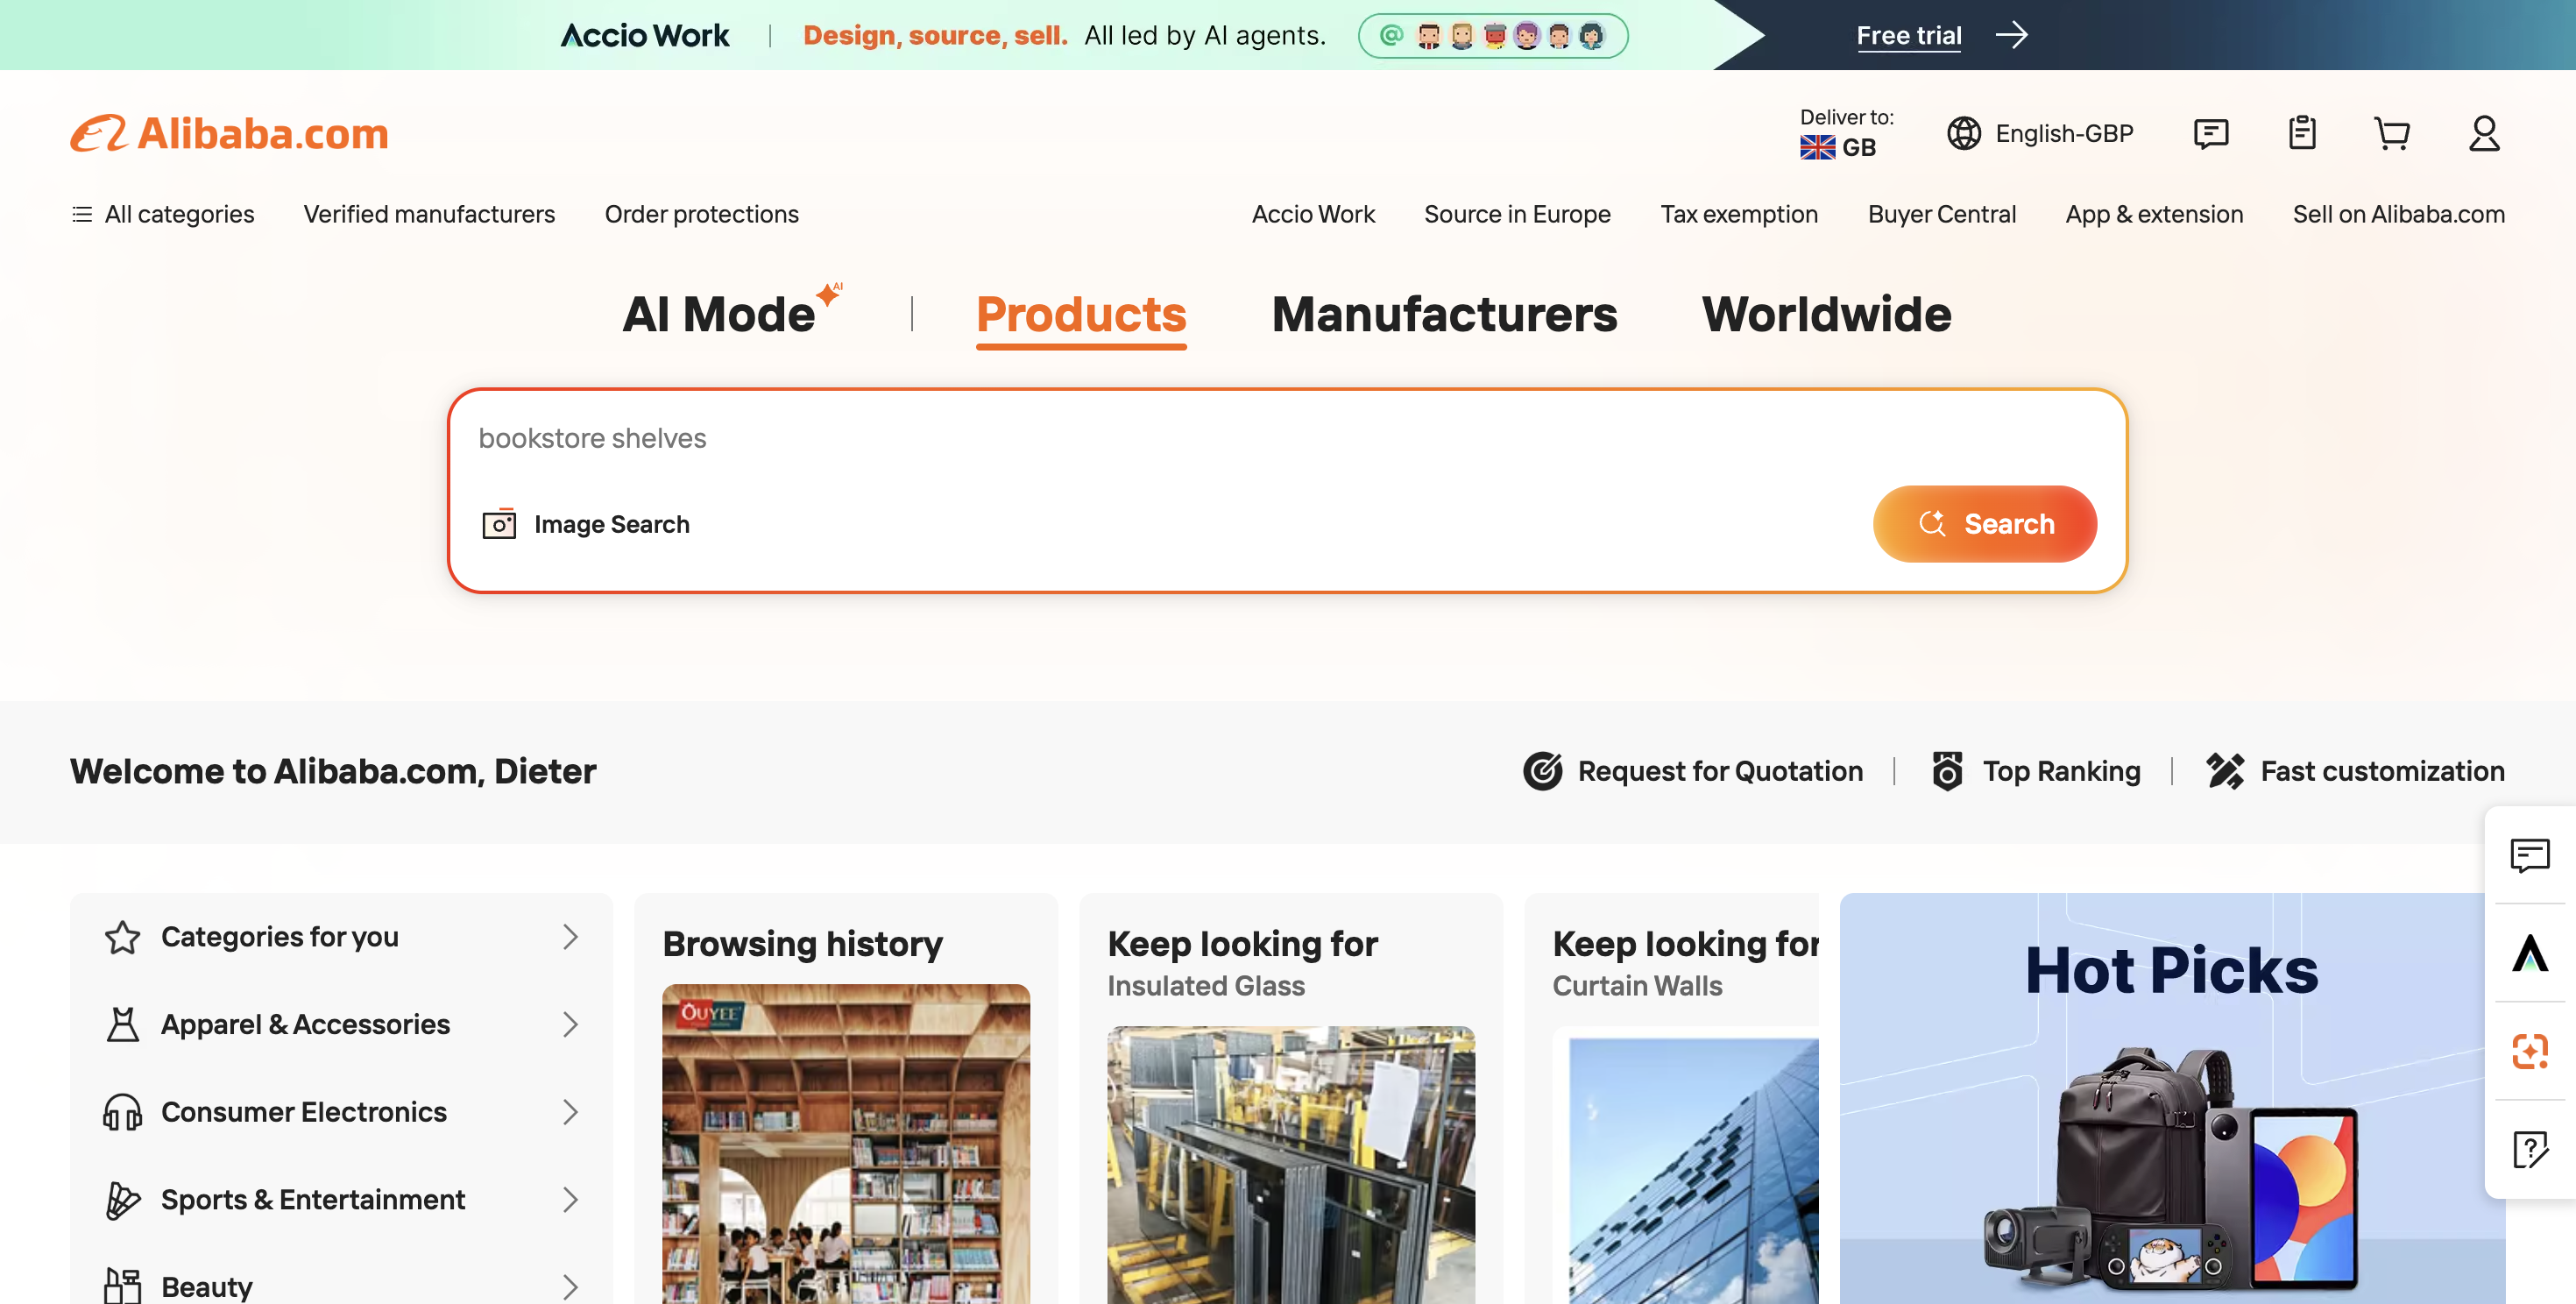 Accio Work
Design, source, sell. All led by AI agents.
@
Free trial
Alibaba.com
Deliver to:
GB
English-GBP
All categories
Verified manufacturers
Order protections
Accio Work
Source in Europe
Tax exemption
Buyer Central
App & extension
Sell on Alibaba.com
AI Mode AI
Products
Manufacturers
Worldwide
bookstore shelves
Image Search
Search
Welcome to Alibaba.com, Dieter
Request for Quotation
Top Ranking
Fast customization
Categories for you
Apparel & Accessories
Consumer Electronics
Sports & Entertainment
Beauty
Browsing history
OUYEE
Keep looking for
Insulated Glass
Keep looking for
Curtain Walls
Hot Picks